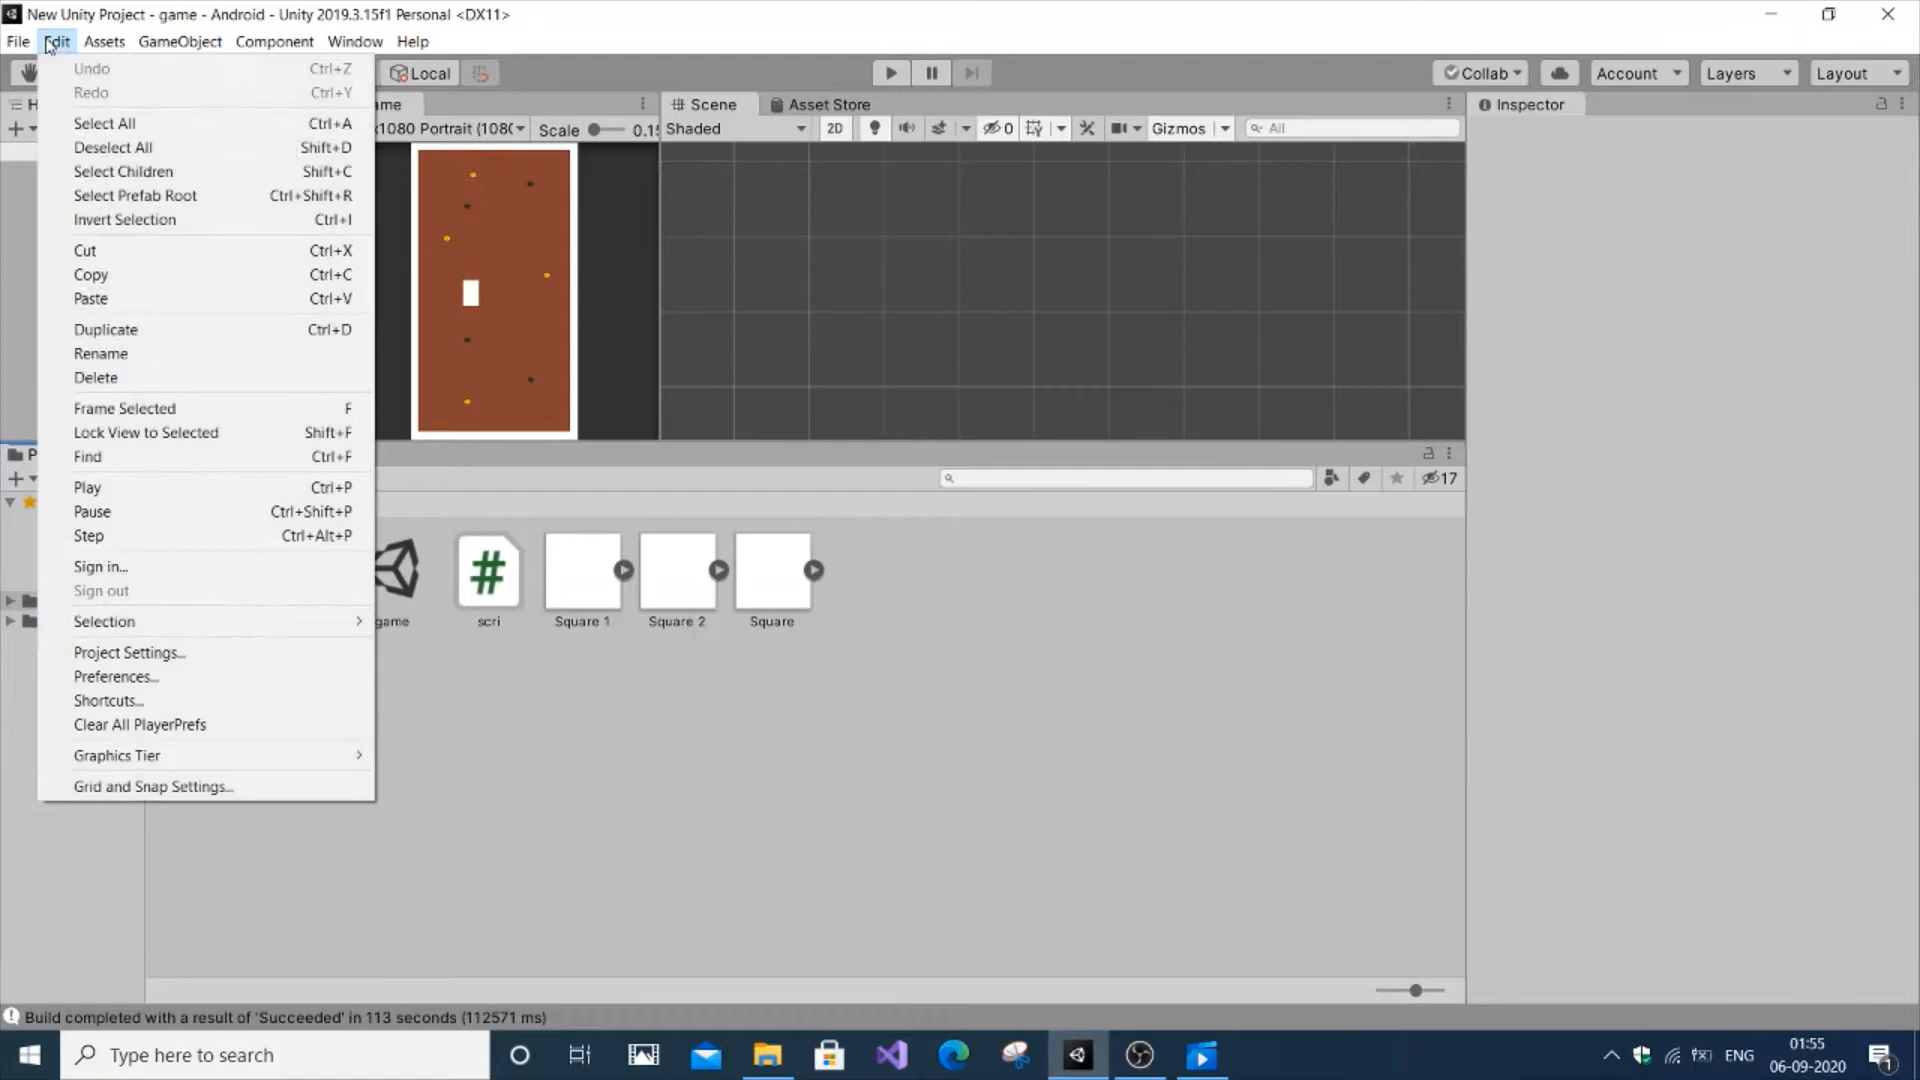 New Unity Project - game - Android - Unity 2019.3.15f1 Personal <DX11>
File Edit Assets GameObject Component Window Help
Local
Collab Account Layers Layout
Undo Ctrl+Z
Redo Ctrl+Y
Select All Ctrl+A
Deselect All Shift+D
Select Children Shift+C
Select Prefab Root Ctrl+Shift+R
Invert Selection Ctrl+I
Cut Ctrl+X
Copy Ctrl+C
Paste Ctrl+V
Duplicate Ctrl+D
Rename
Delete
Frame Selected F
Lock View to Selected Shift+F
Find Ctrl+F
Play Ctrl+P
Pause Ctrl+Shift+P
Step Ctrl+Alt+P
Sign in...
Sign out
Selection
Project Settings...
Preferences...
Shortcuts...
Clear All PlayerPrefs
Graphics Tier
Grid and Snap Settings...
ame
x1080 Portrait (108( Scale 0.1
Scene Asset Store
Shaded 2D 0 Gizmos All
Inspector
H
P
17
game scri Square 1 Square 2 Square
#
Build completed with a result of 'Succeeded' in 113 seconds (112571 ms)
Type here to search
ENG
01:55
06-09-2020
1